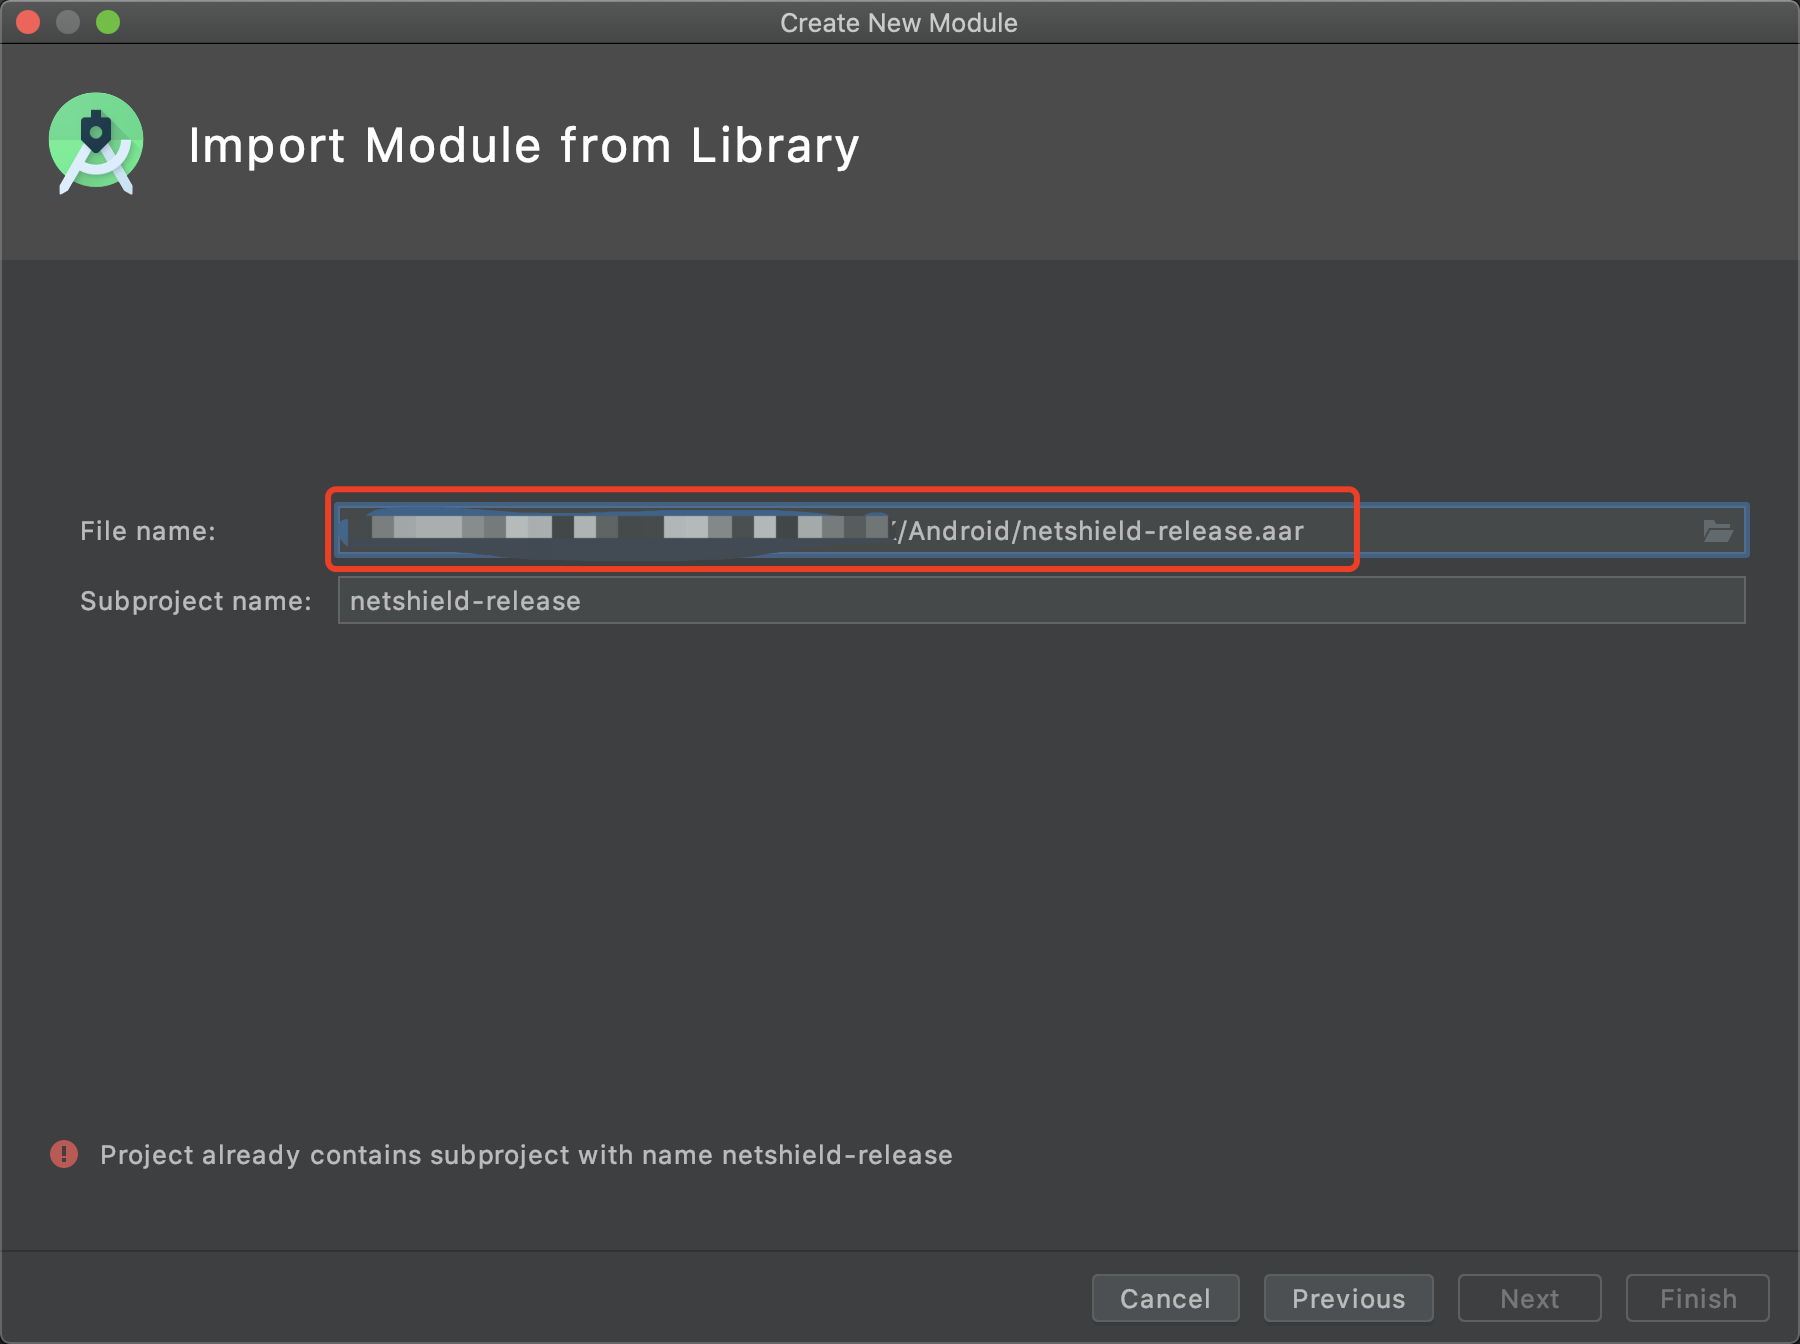 Create New Module
Import Module from Library
File name:
/Android/netshield-release.aar
Subproject name:
netshield-release
Project already contains subproject with name netshield-release
Cancel
Previous
Next
Finish